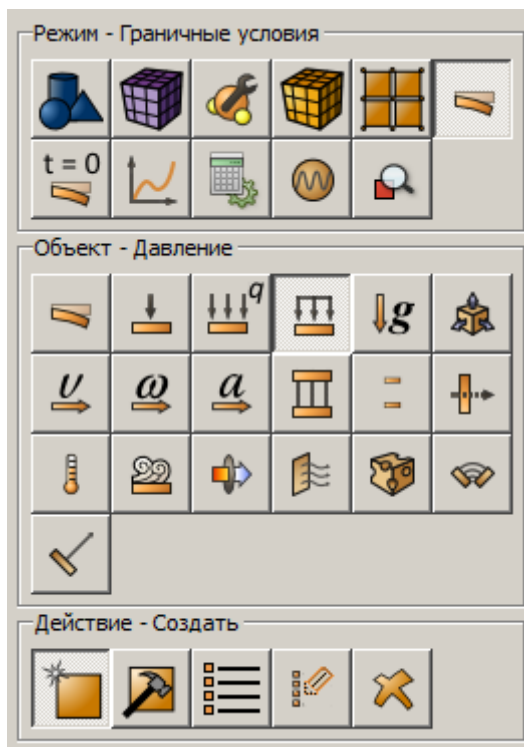 Режим - Граничные условия
t = 0
Объект - Давление
q
g
υ ω a
Действие - Создать